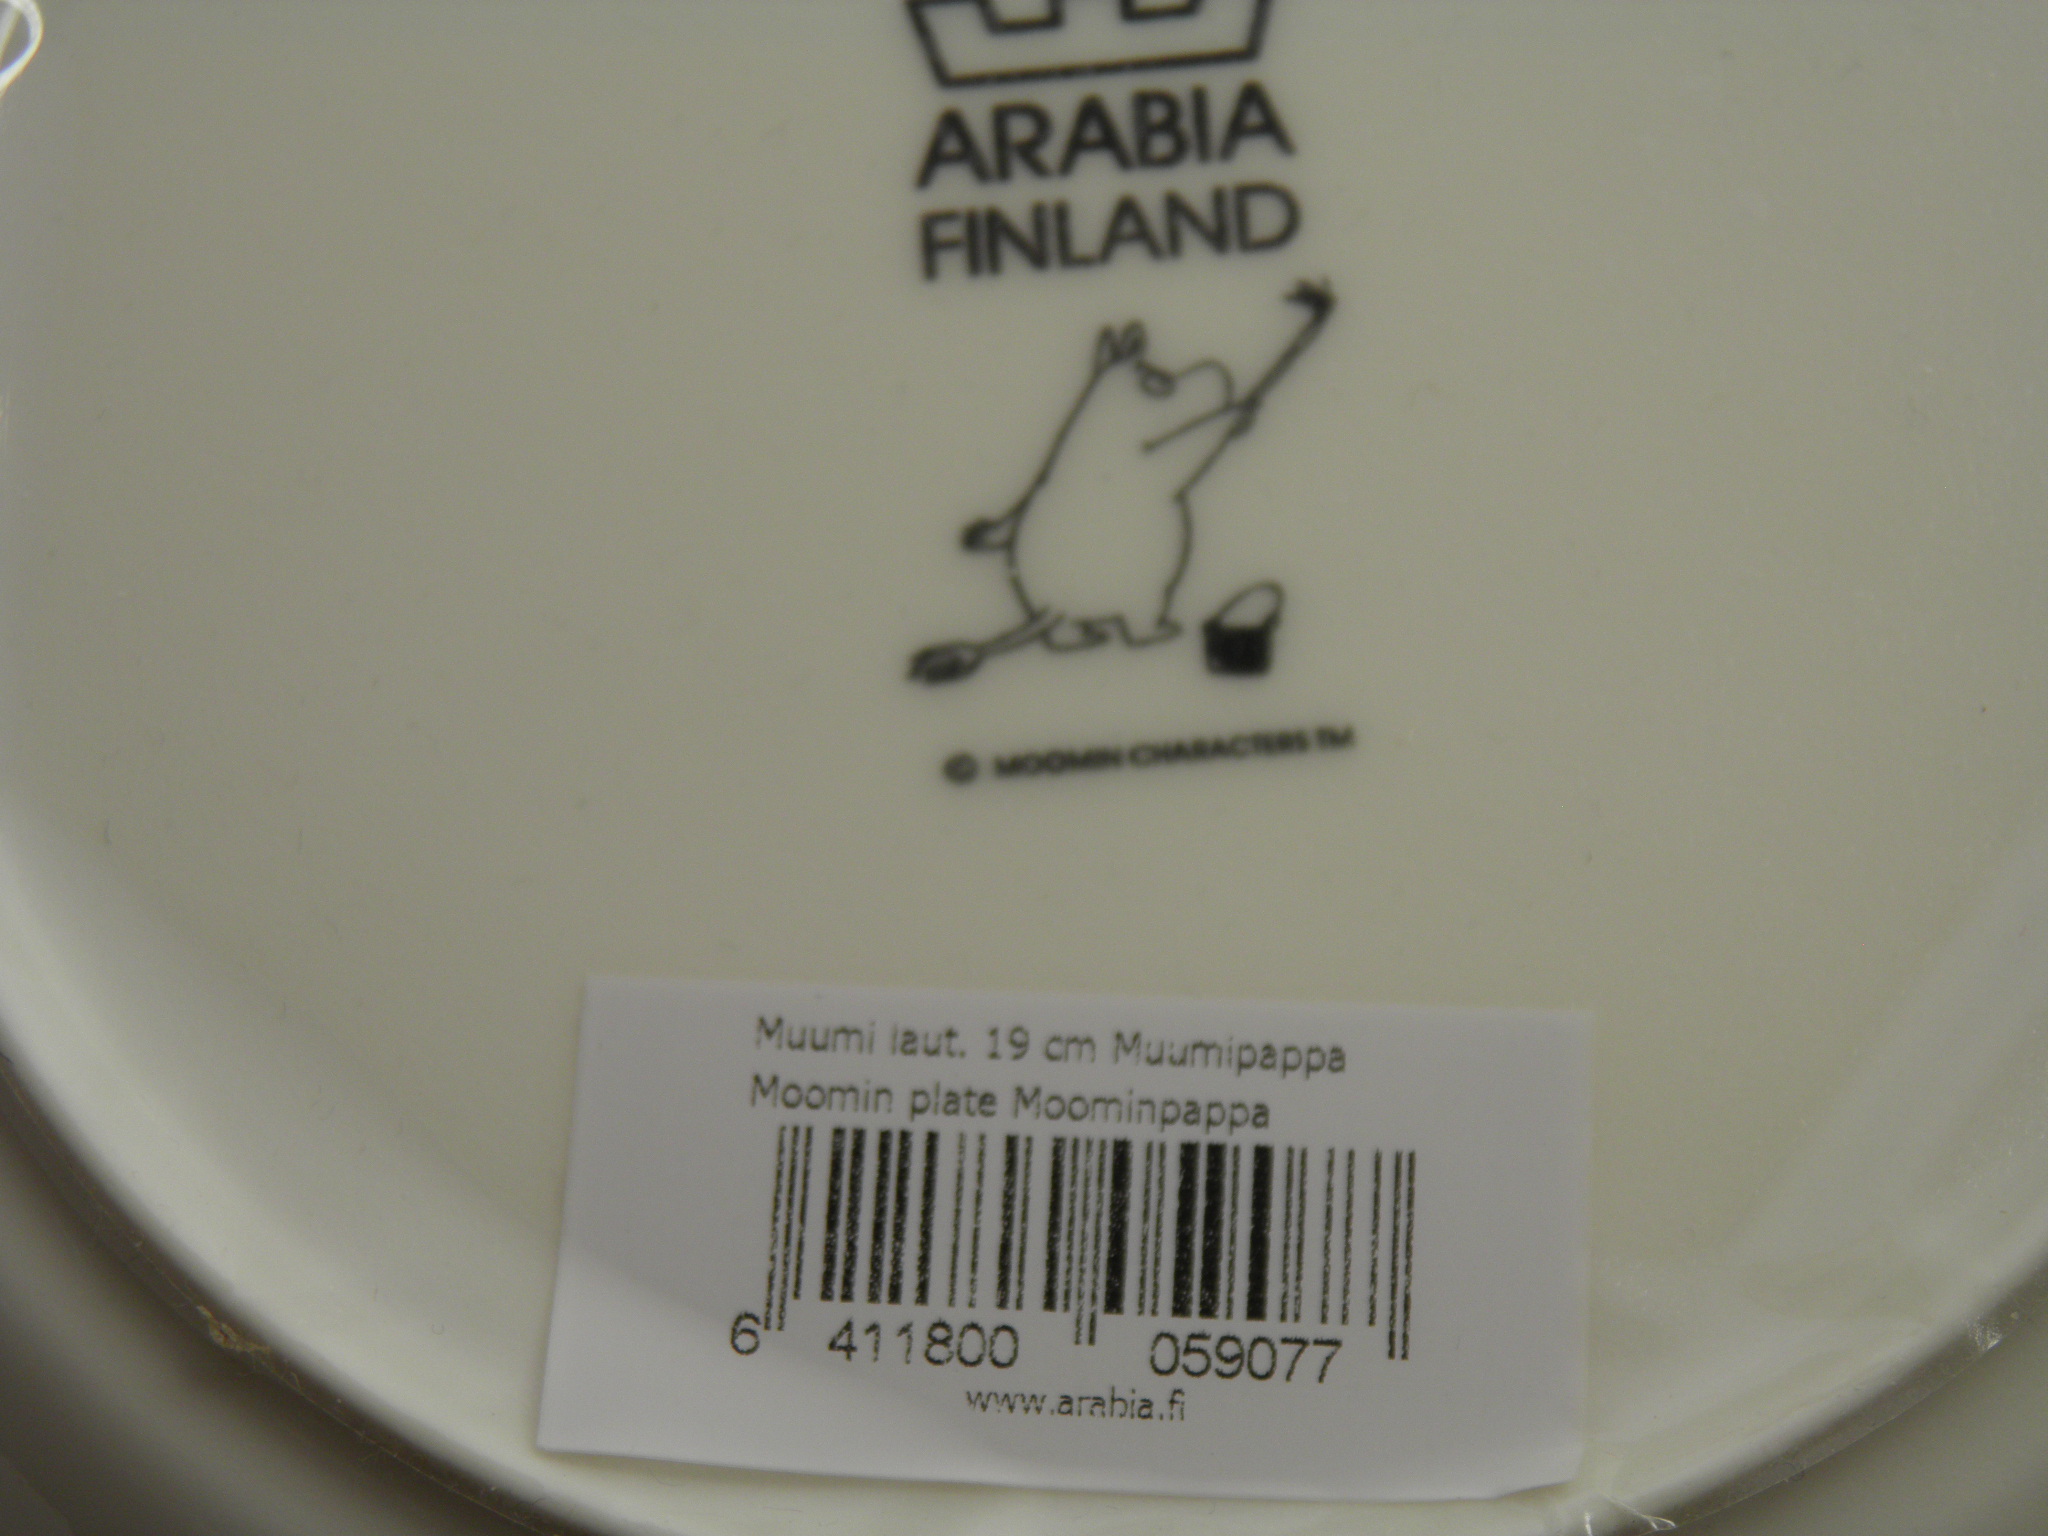 ARABIA
FINLAND
© MOOMIN CHARACTERS TM
Muumi laut. 19 cm Muumipappa
Moomin plate Moominpappa
6 411800 059077
www.arabia.fi